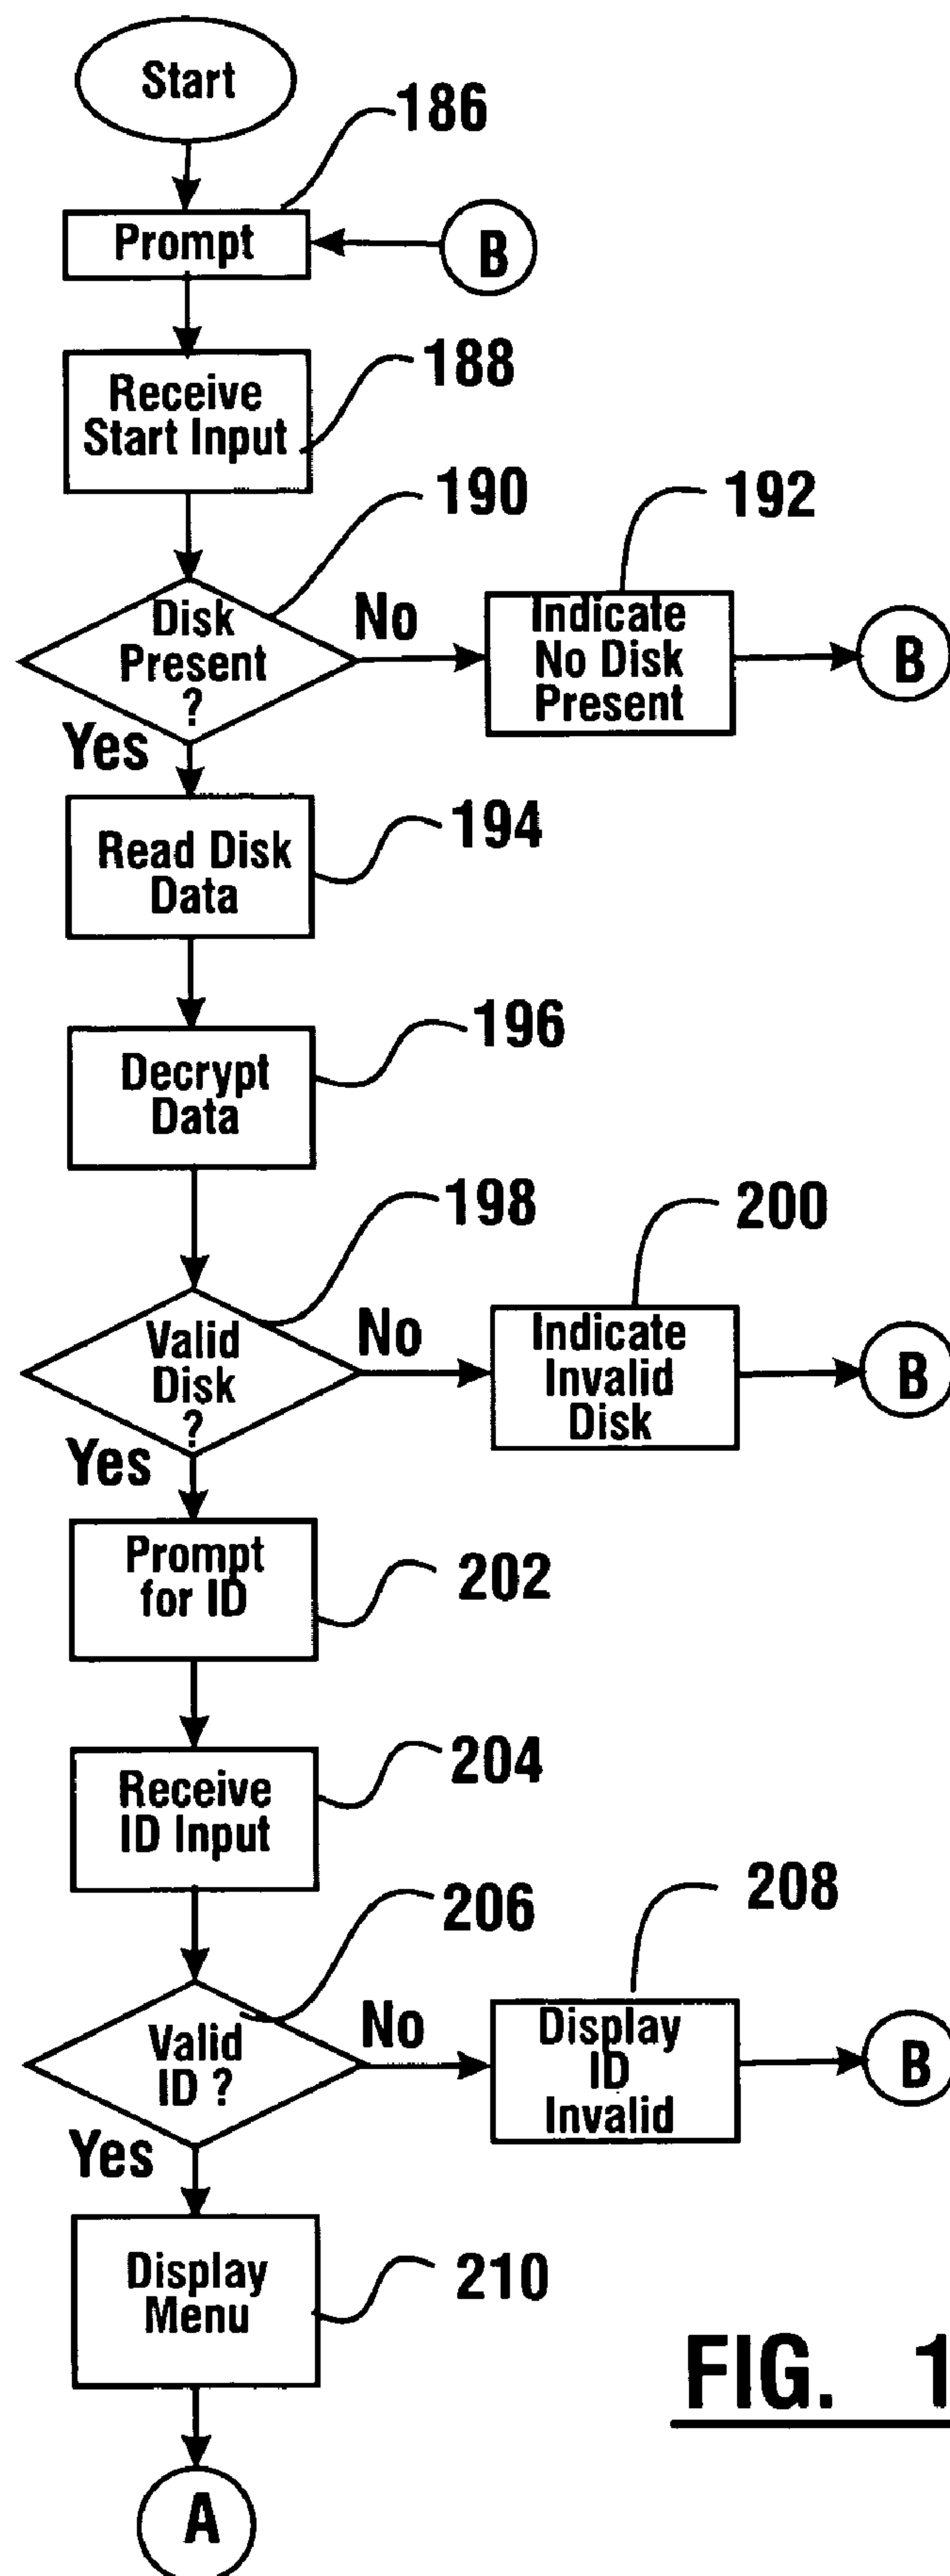 Start
186
Prompt
B
188
Receive
Start Input
190
192
Disk
Present
?
No
Indicate
No Disk
Present
B
Yes
194
Read Disk
Data
196
Decrypt
Data
198
200
Valid
Disk
?
No
Indicate
Invalid
Disk
B
Yes
Prompt
for ID
202
204
Receive
ID Input
206
208
Valid
ID ?
No
Display
ID
Invalid
B
Yes
Display
Menu
210
FIG. 1
A